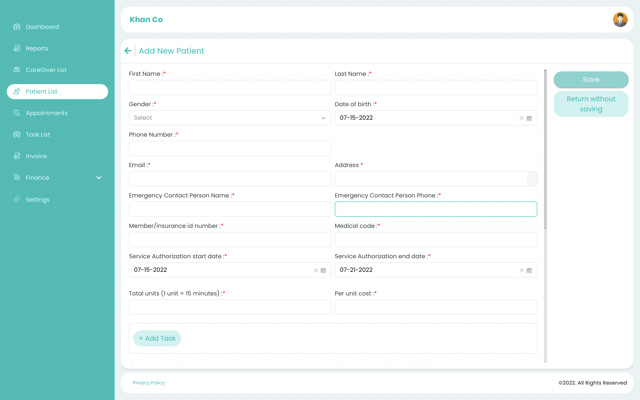 Khan Co
Dashboard
Reports
CareGiver List
Patient List
Appointments
Task List
Invoice
Finance
Settings
Add New Patient
First Name :*
Last Name :*
Gender :*
Date of birth :*
Select
07-15-2022
Phone Number :*
Email :*
Address *
Emergency Contact Person Name :*
Emergency Contact Person Phone :*
Member/insurance id number :*
Medical code :*
Service Authorization start date :*
Service Authorization end date :*
07-15-2022
07-21-2022
Total units (1 unit = 15 minutes) :*
Per unit cost :*
+ Add Task
Save
Return without
saving
Privacy Policy
©2022. All Rights Reserved